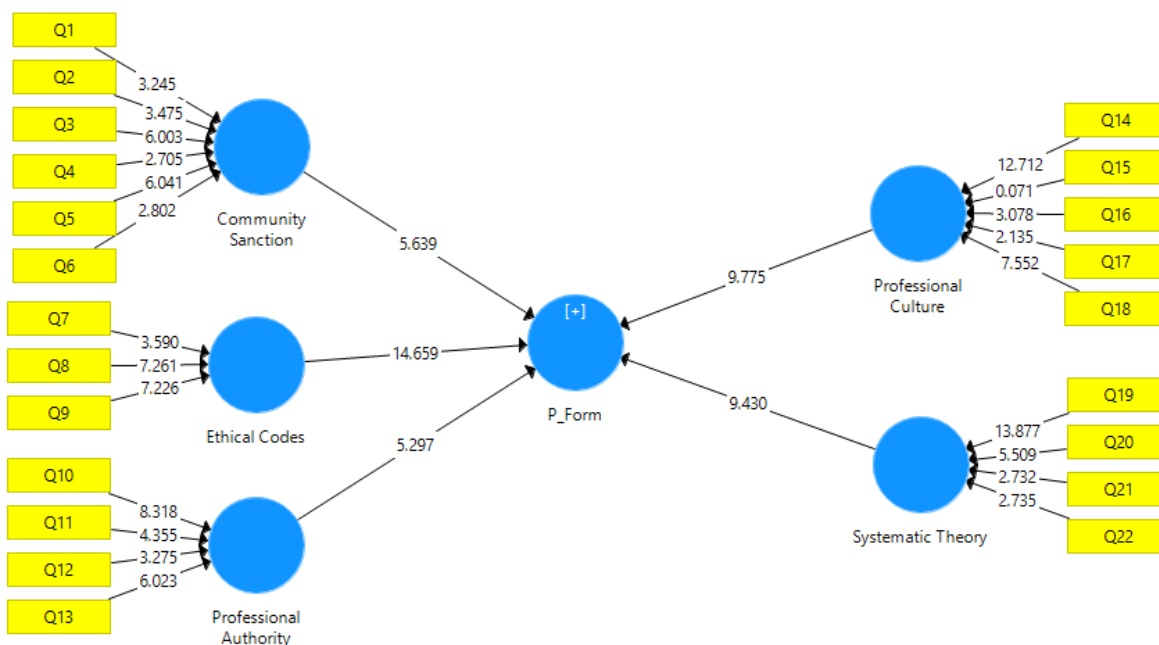 Q1
Q2
Q3
Q4
Q5
Q6
3.245
3.475
6.003
2.705
6.041
2.802
Community
Sanction
5.639
Q7
Q8
Q9
3.590
7.261
7.226
Ethical Codes
14.659
Q10
Q11
Q12
Q13
8.318
4.355
3.275
6.023
Professional
Authority
5.297
[+]
P_Form
9.775
9.430
Professional
Culture
12.712
0.071
3.078
2.135
7.552
Q14
Q15
Q16
Q17
Q18
Systematic Theory
13.877
5.509
2.732
2.735
Q19
Q20
Q21
Q22